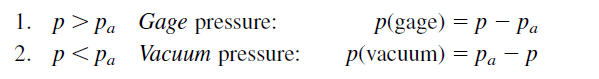 1. p > pₐ Gage pressure: p(gage) = p − pₐ
2. p < pₐ Vacuum pressure: p(vacuum) = pₐ − p